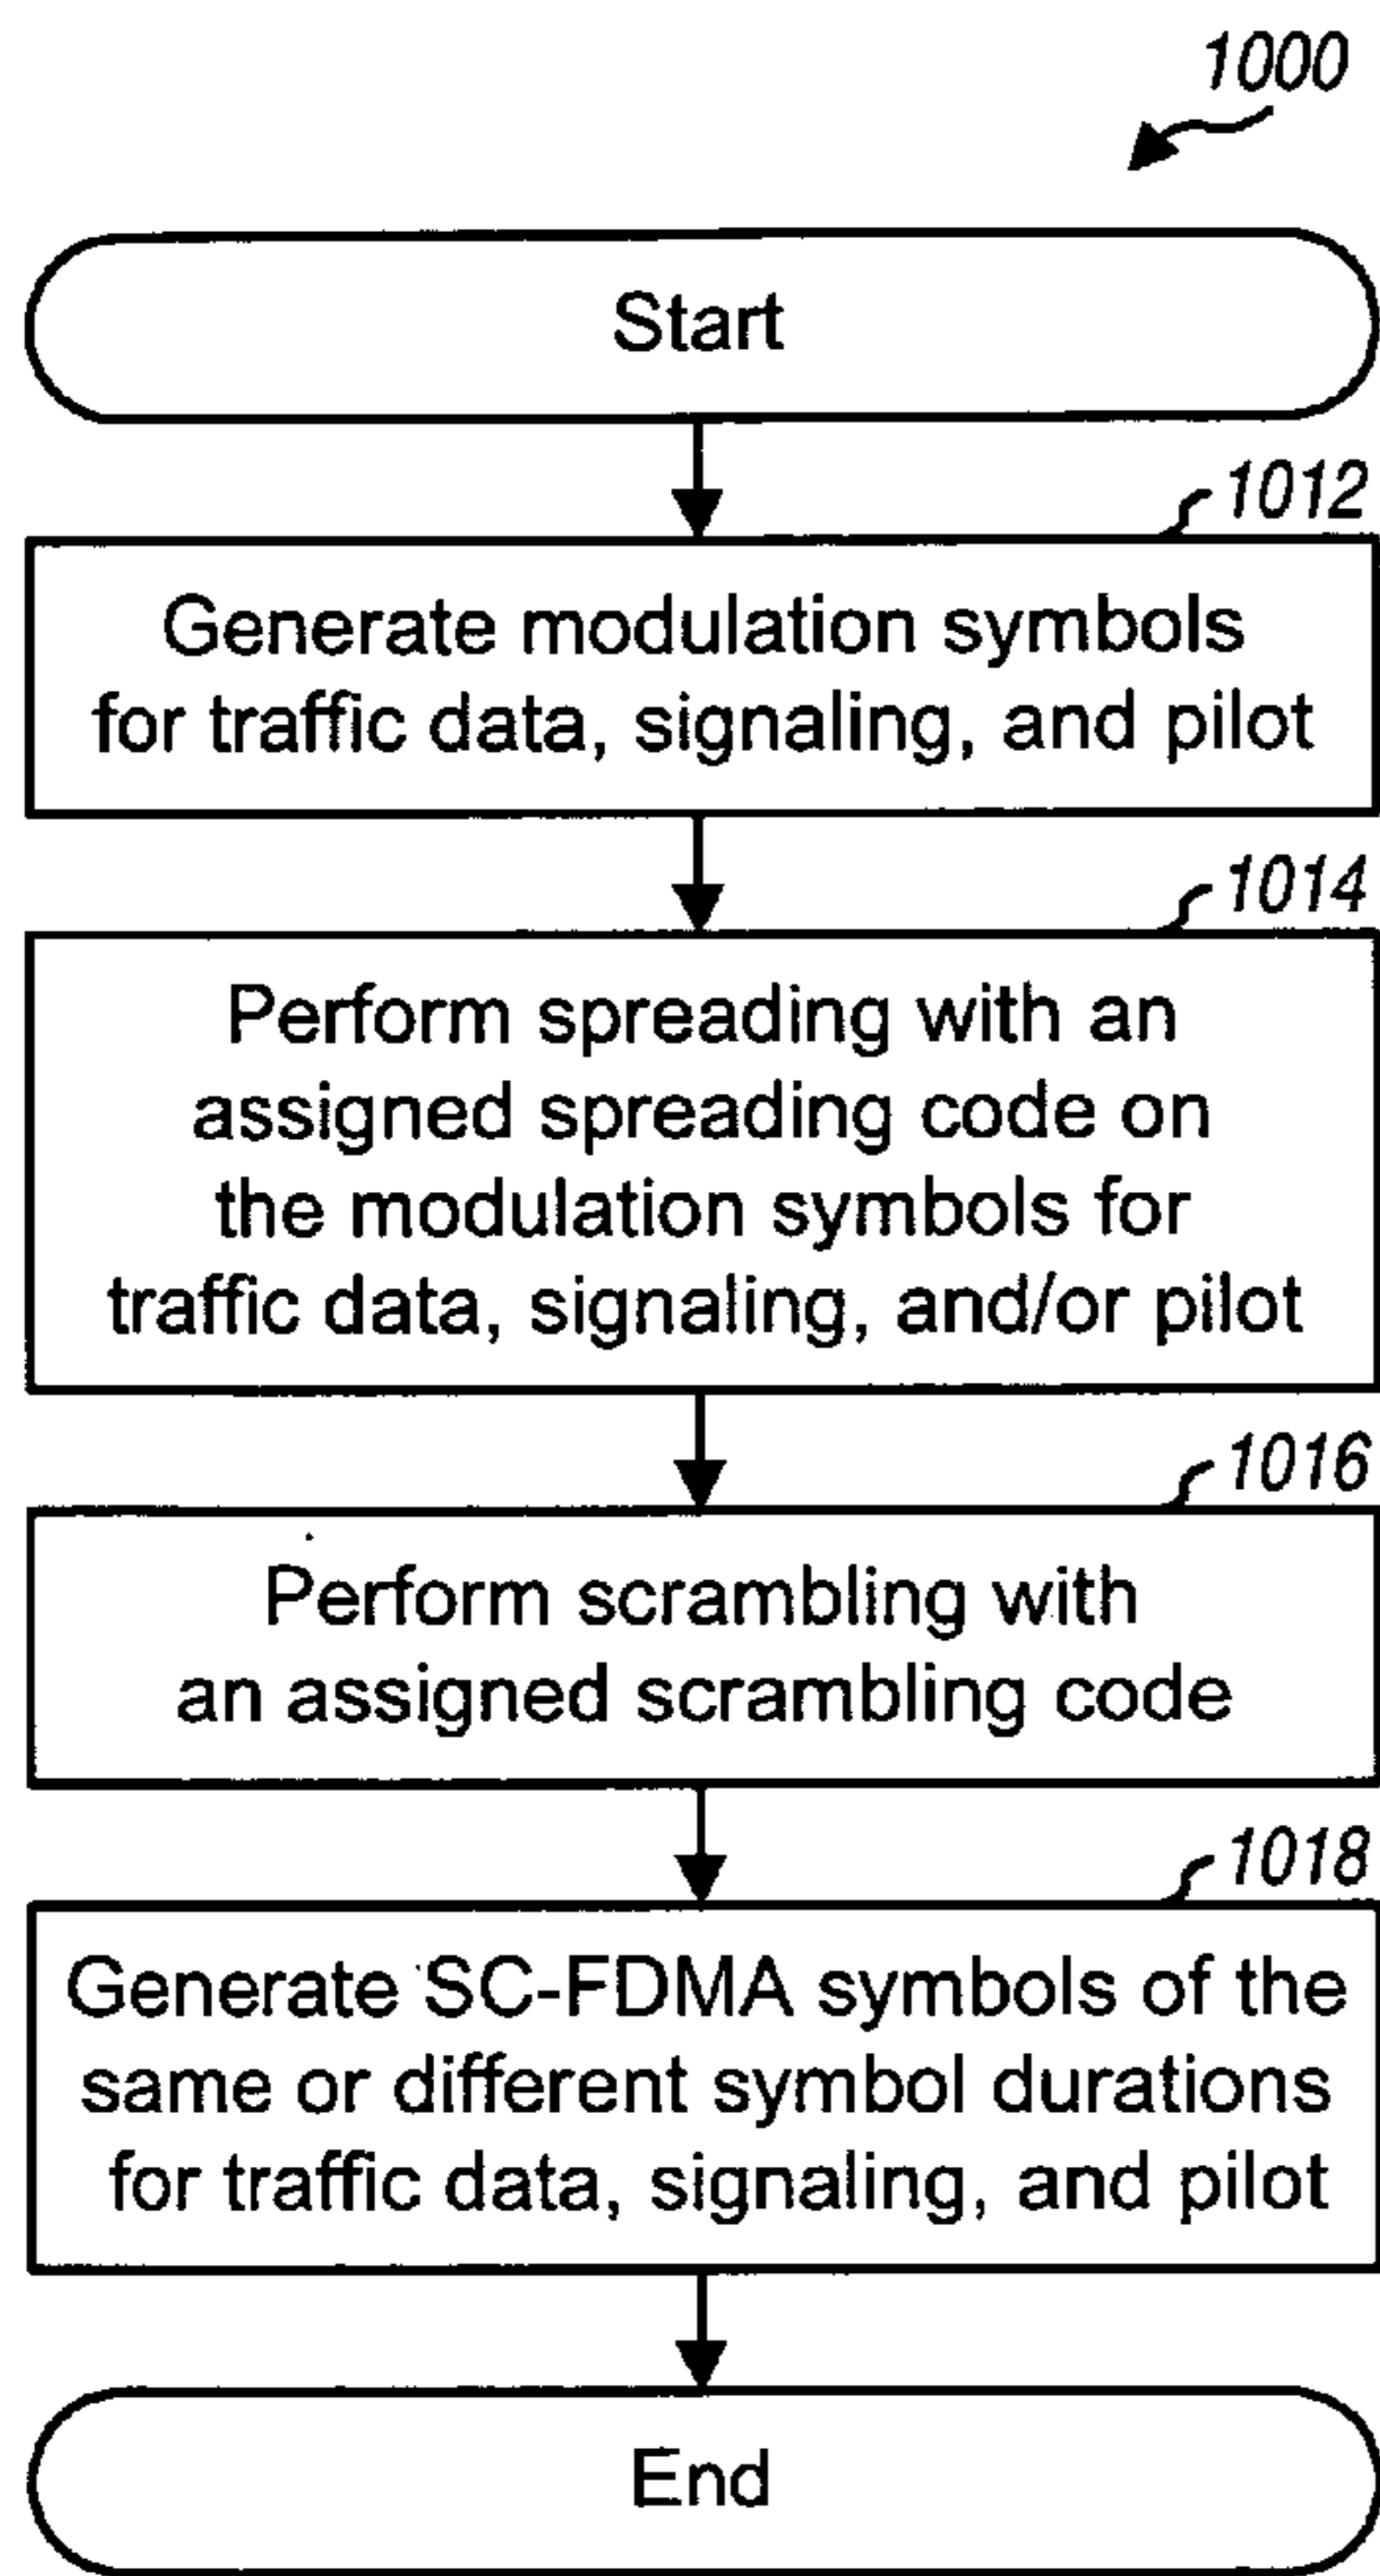 1000
Start
1012
Generate modulation symbols
for traffic data, signaling, and pilot
1014
Perform spreading with an
assigned spreading code on
the modulation symbols for
traffic data, signaling, and/or pilot
1016
Perform scrambling with
an assigned scrambling code
1018
Generate SC-FDMA symbols of the
same or different symbol durations
for traffic data, signaling, and pilot
End